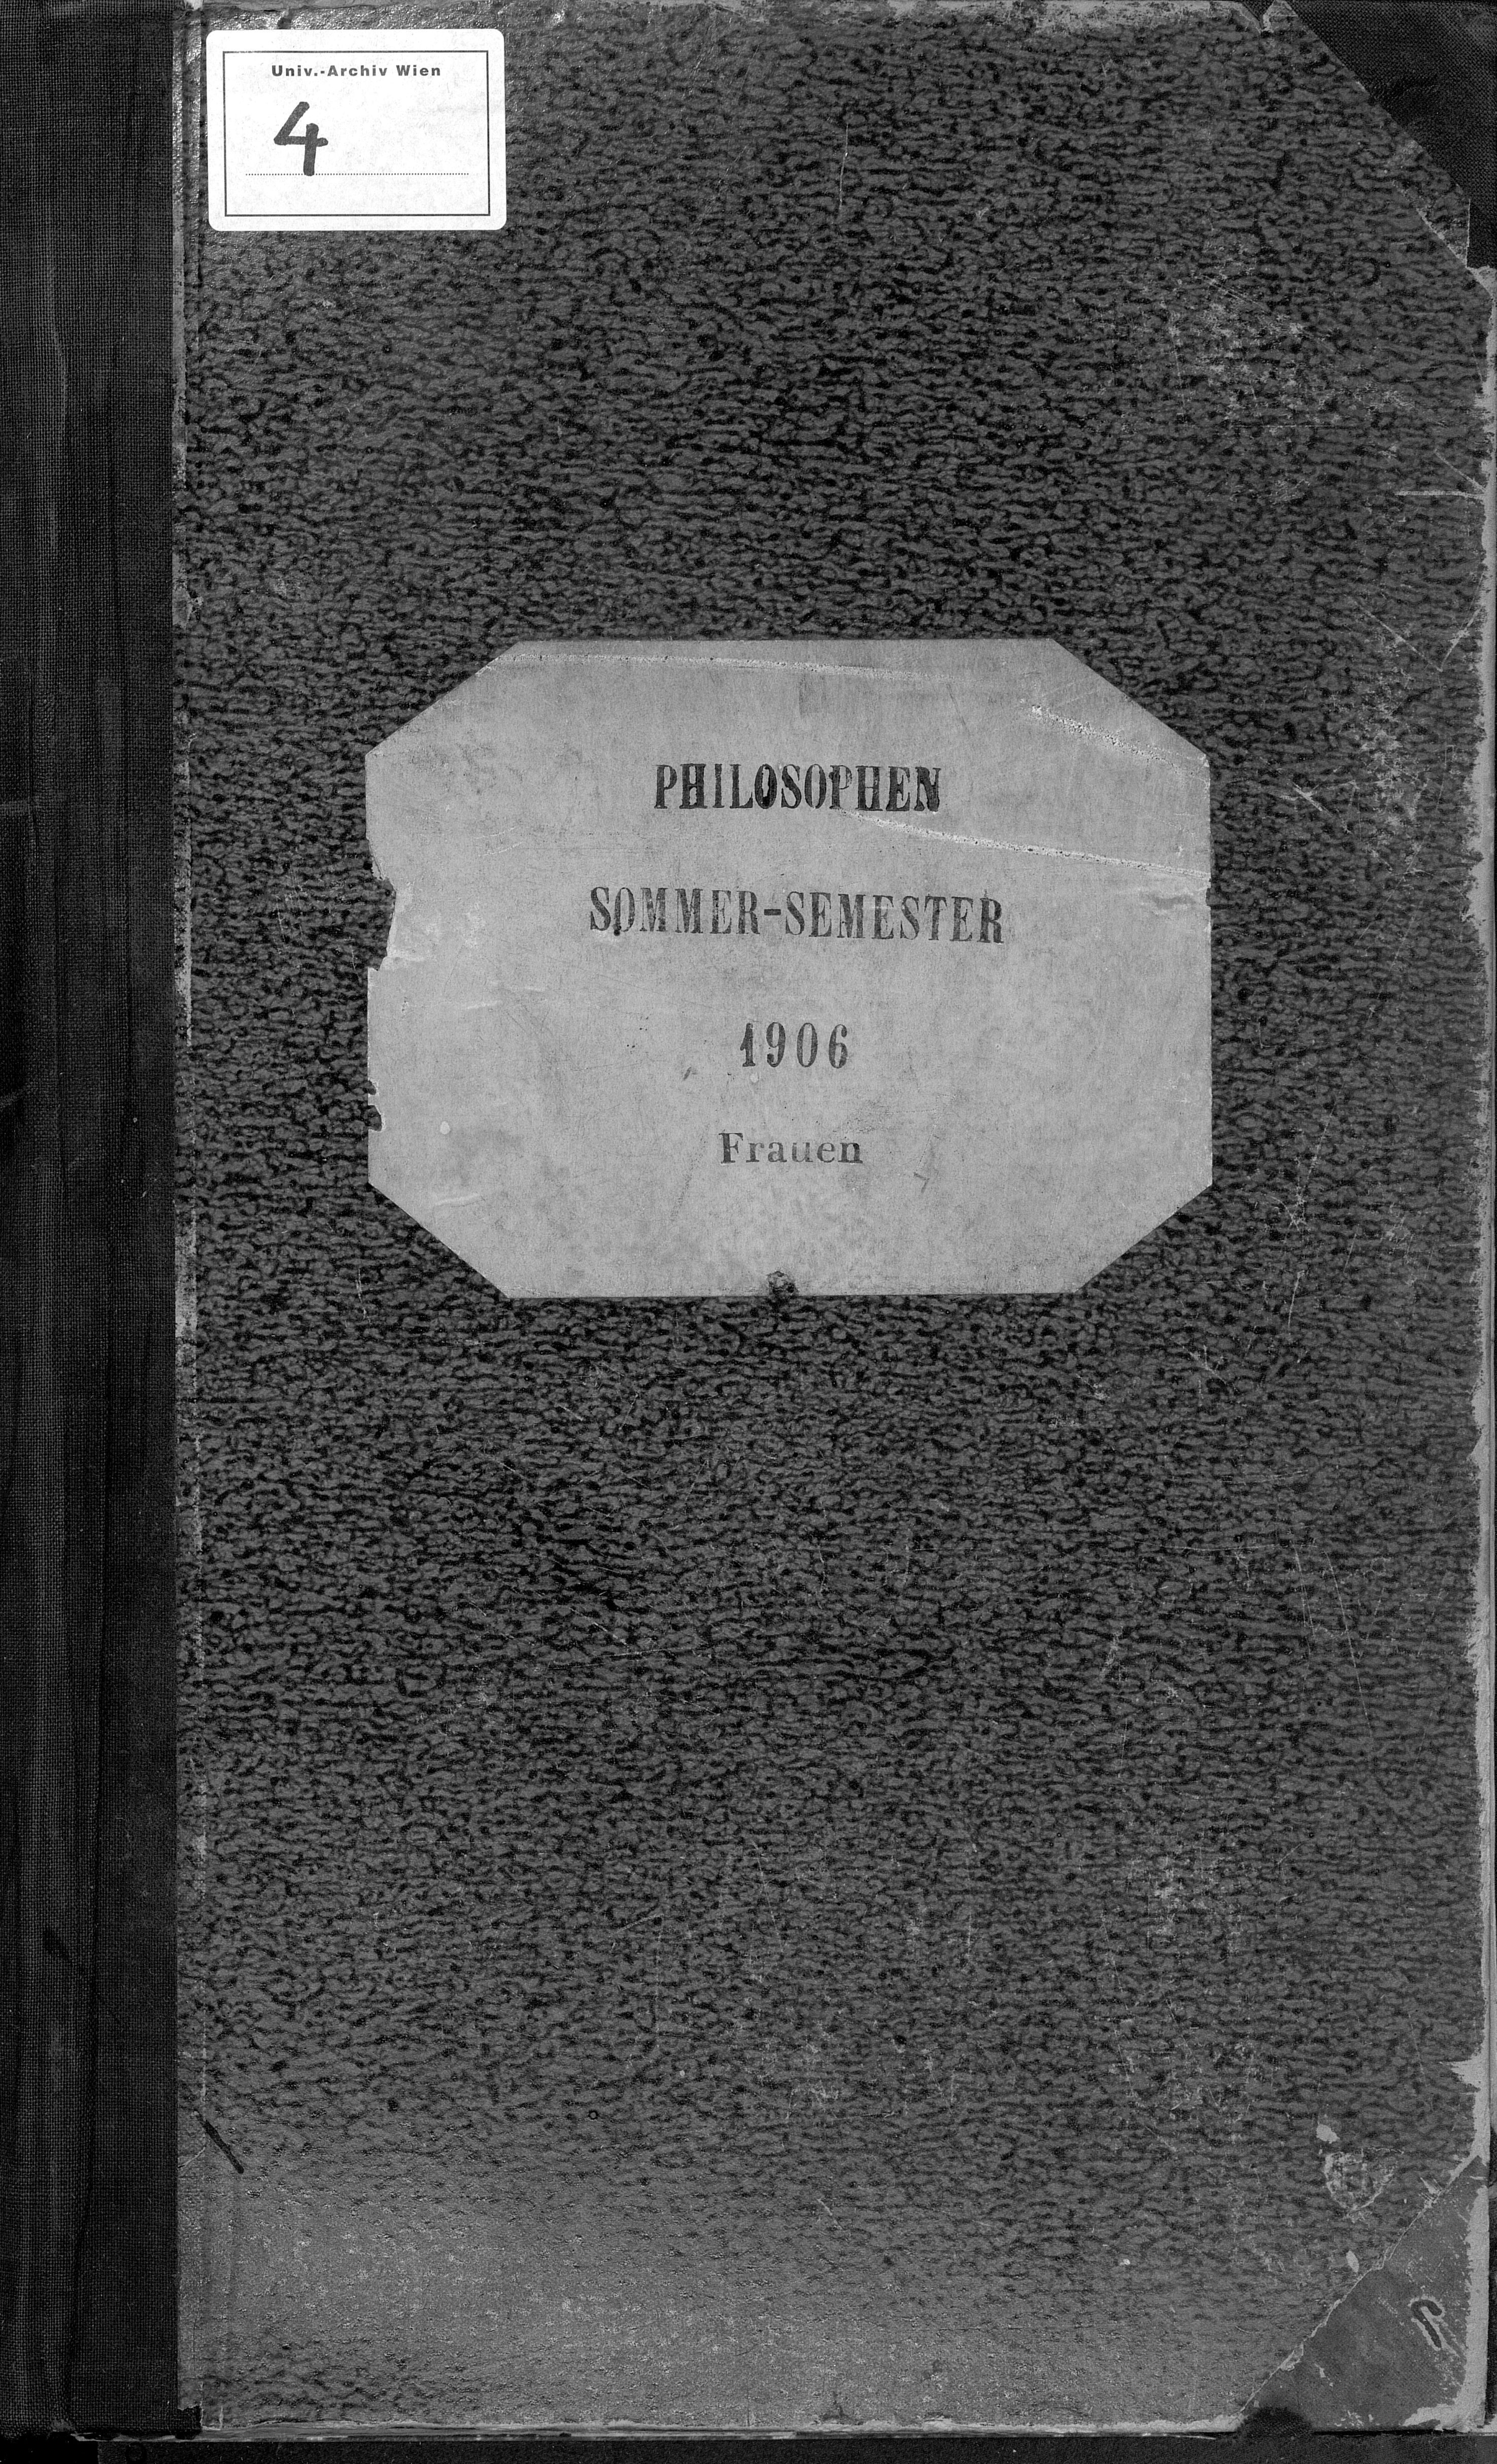 Univ.-Archiv Wien
4
PHILOSOPHEN
SOMMER-SEMESTER
1906
Frauen